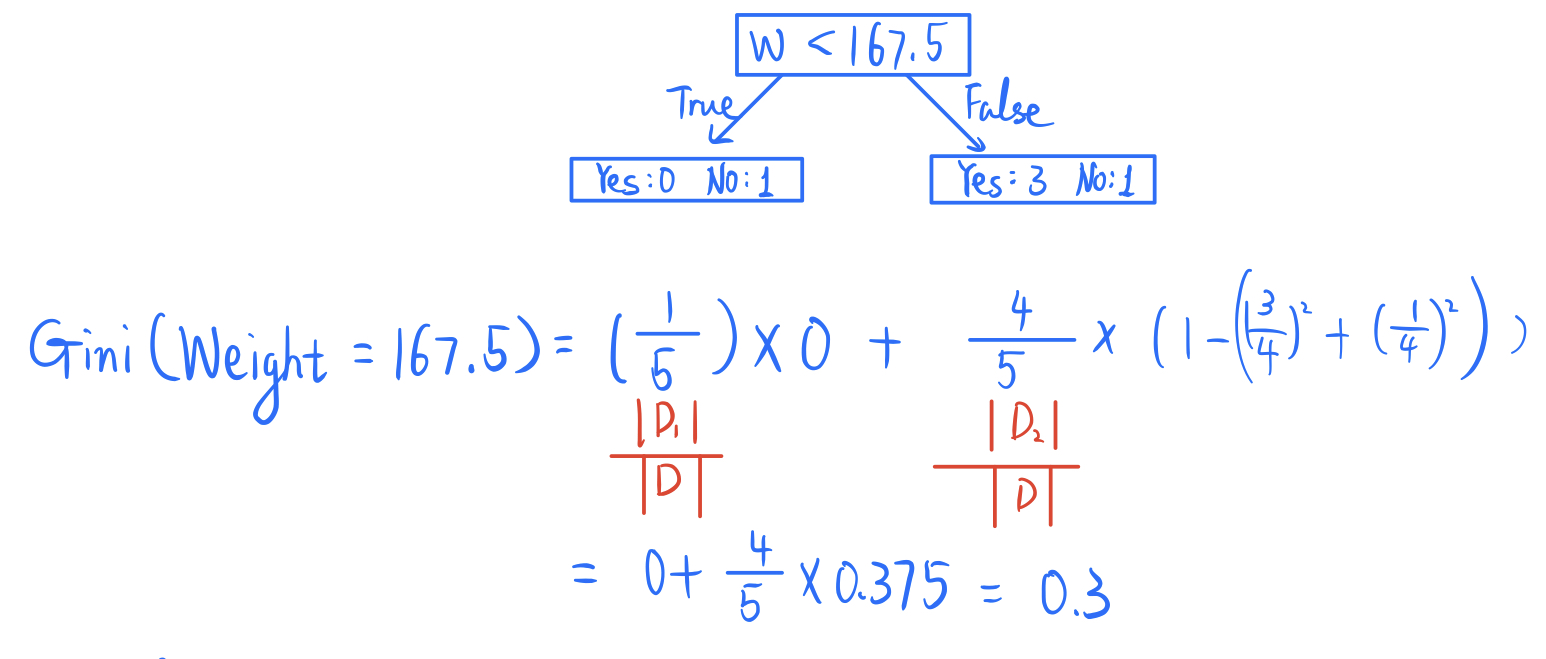 W < 167.5
True False
Yes:0 No:1 Yes:3 No:1
Gini(Weight = 167.5) = (1/5) × 0 + 4/5 × (1 - ((3/4)² + (1/4)²))
|D₁|/|D| |D₂|/|D|
= 0 + 4/5 × 0.375 = 0.3